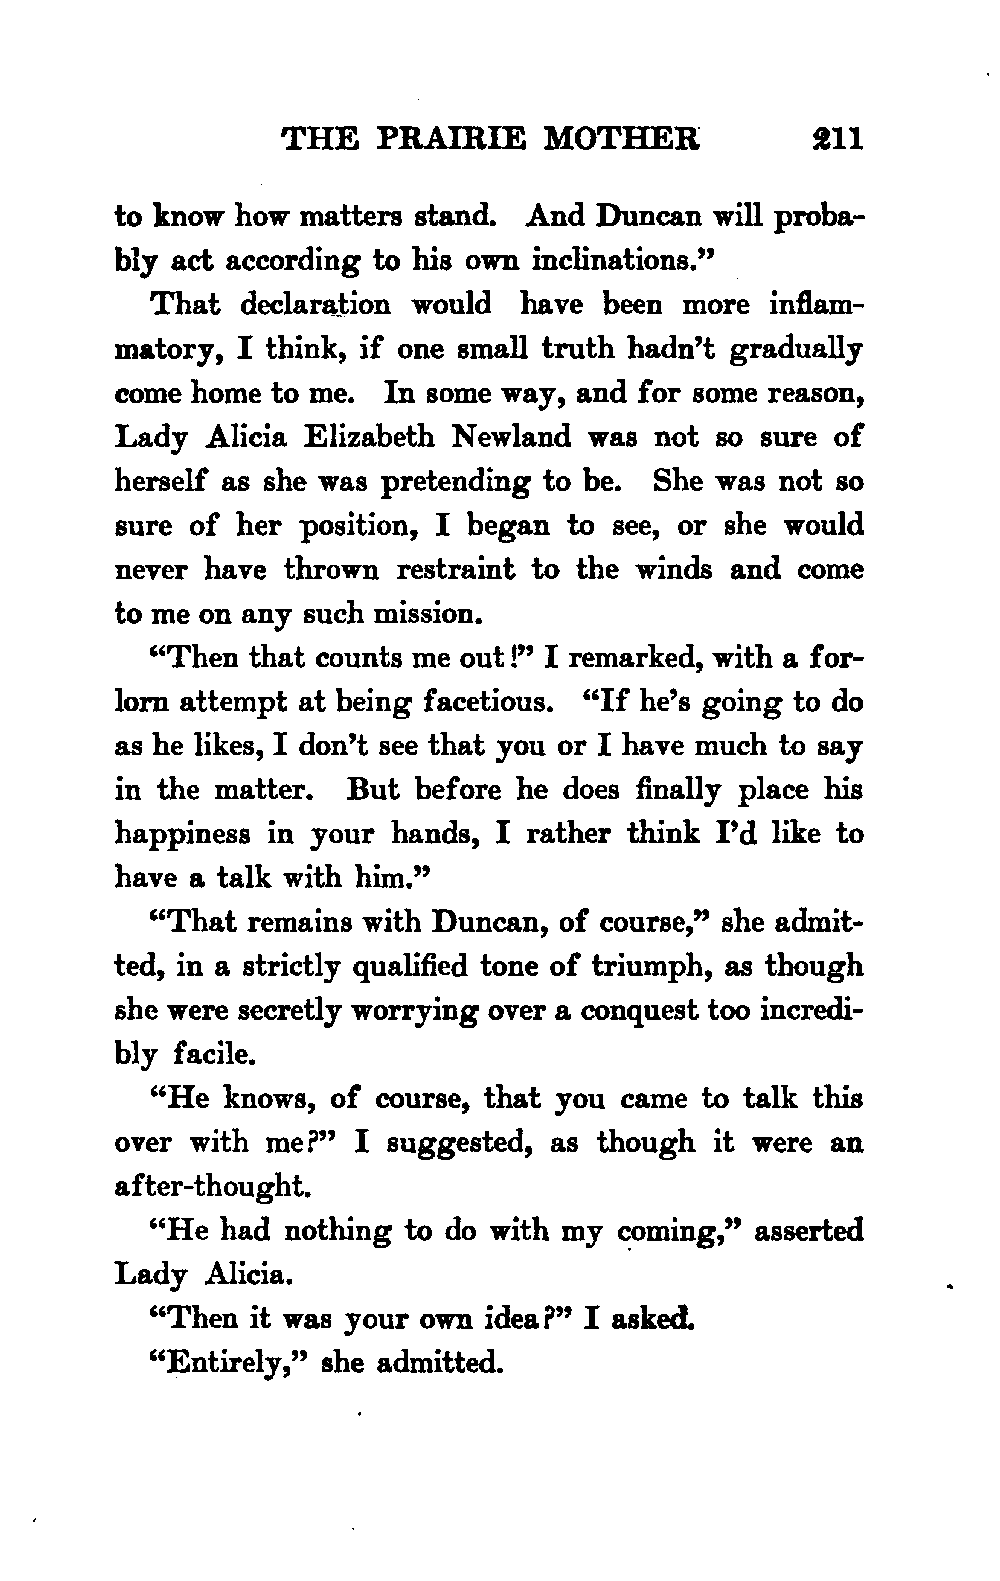 THE PRAIRIE MOTHER 211
to know how matters stand. And Duncan will proba-
bly act according to his own inclinations.”
That declaration would have been more inflam-
matory, I think, if one small truth hadn’t gradually
come home to me. In some way, and for some reason,
Lady Alicia Elizabeth Newland was not so sure of
herself as she was pretending to be. She was not so
sure of her position, I began to see, or she would
never have thrown restraint to the winds and come
to me on any such mission.
“Then that counts me out!” I remarked, with a for-
lorn attempt at being facetious. “If he’s going to do
as he likes, I don’t see that you or I have much to say
in the matter. But before he does finally place his
happiness in your hands, I rather think I’d like to
have a talk with him.”
“That remains with Duncan, of course,” she admit-
ted, in a strictly qualified tone of triumph, as though
she were secretly worrying over a conquest too incredi-
bly facile.
“He knows, of course, that you came to talk this
over with me?” I suggested, as though it were an
after-thought.
“He had nothing to do with my coming,” asserted
Lady Alicia.
“Then it was your own idea?” I asked.
“Entirely,” she admitted.